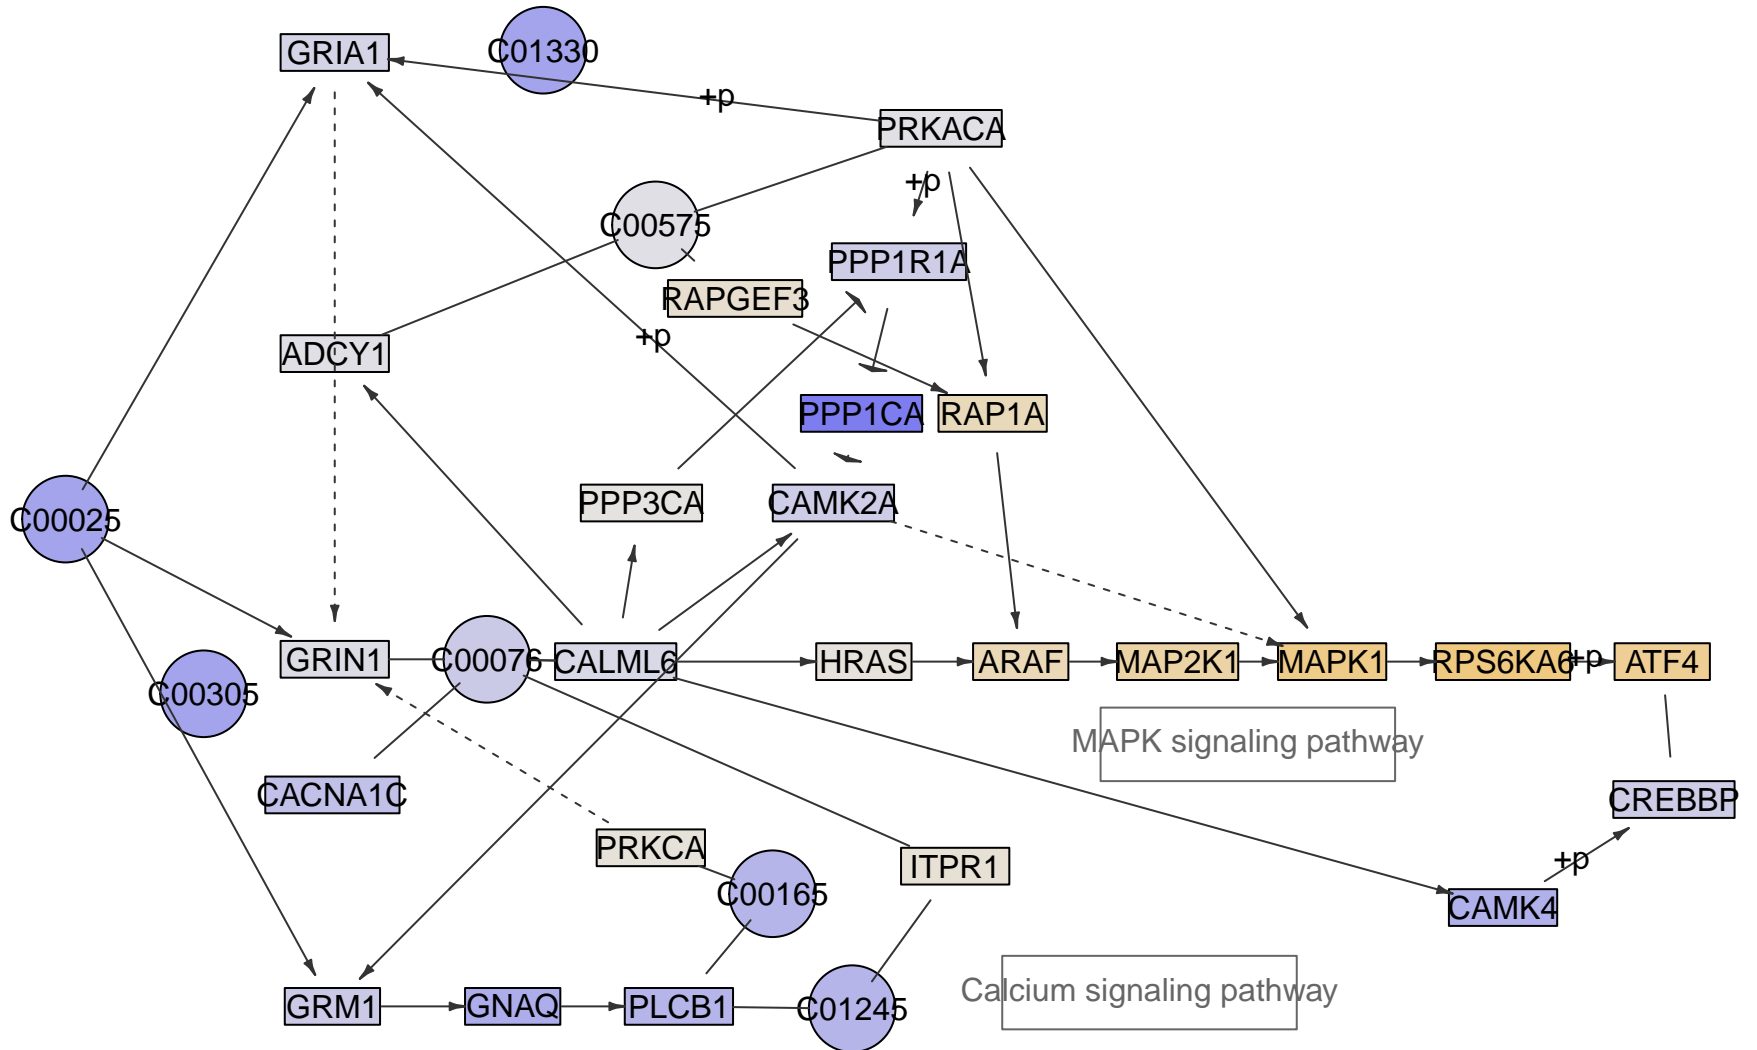 GRIA1
C01330
+p
PRKACA
+p
C00575
PPP1R1A
RAPGEF3
+p
ADCY1
PPP1CA
RAP1A
PPP3CA
CAMK2A
C00025
GRIN1
C00076
CALML6
HRAS
ARAF
MAP2K1
MAPK1
RPS6KA6
+p
ATF4
C00305
MAPK signaling pathway
CACNA1C
CREBBP
PRKCA
ITPR1
+p
C00165
CAMK4
Calcium signaling pathway
GRM1
GNAQ
PLCB1
C01245